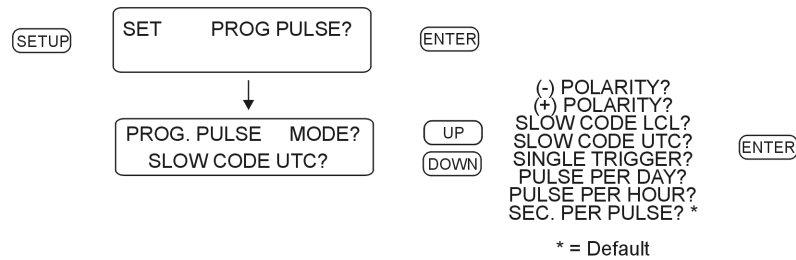 SETUP
SET PROG PULSE?
ENTER
PROG. PULSE MODE?
SLOW CODE UTC?
UP
DOWN
(-) POLARITY?
(+) POLARITY?
SLOW CODE LCL?
SLOW CODE UTC?
SINGLE TRIGGER?
PULSE PER DAY?
PULSE PER HOUR?
SEC. PER PULSE? *
ENTER
* = Default